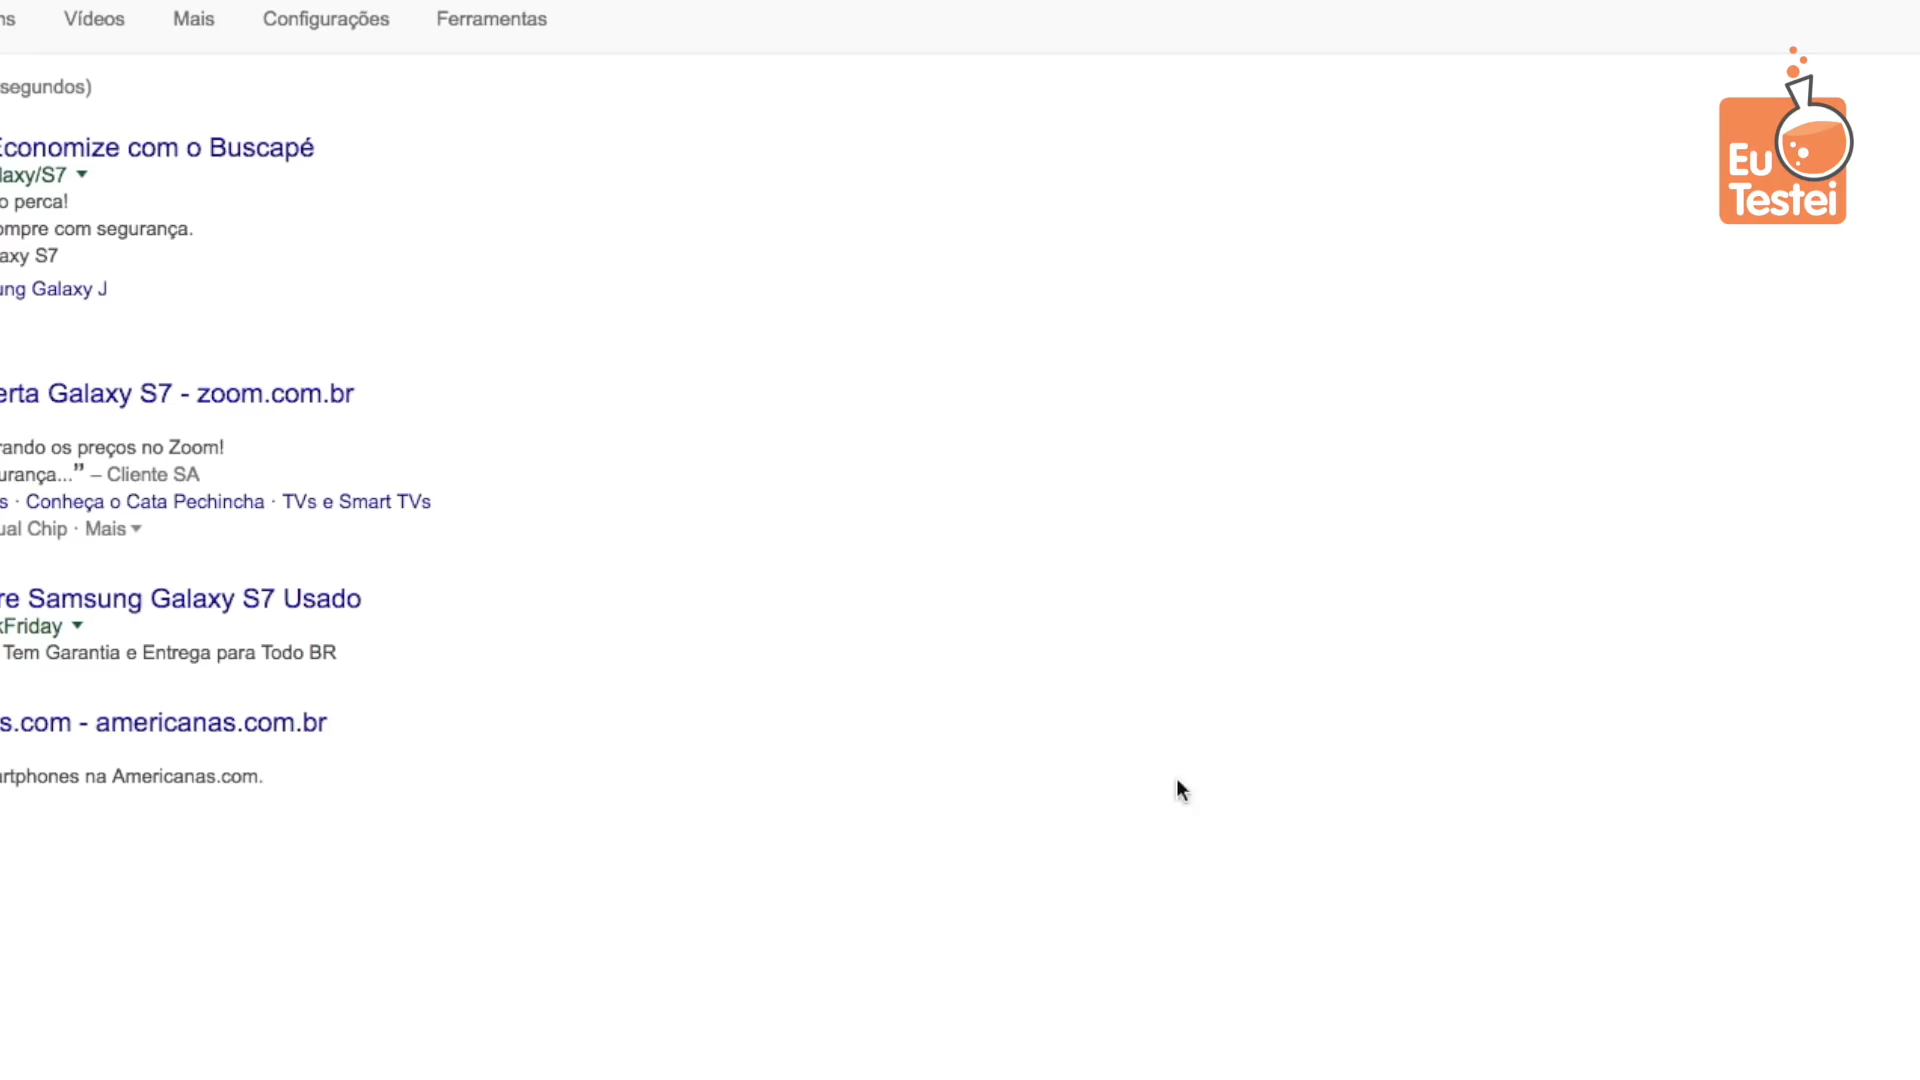 Vídeos Mais Configurações Ferramentas
segundos)
Economize com o Buscapé
laxy/S7
o perca!
ompre com segurança.
axy S7
ung Galaxy J
erta Galaxy S7 - zoom.com.br
rando os preços no Zoom!
urança...” – Cliente SA
s · Conheça o Cata Pechincha · TVs e Smart TVs
ual Chip · Mais
re Samsung Galaxy S7 Usado
kFriday
Tem Garantia e Entrega para Todo BR
s.com - americanas.com.br
artphones na Americanas.com.
Eu
Testei